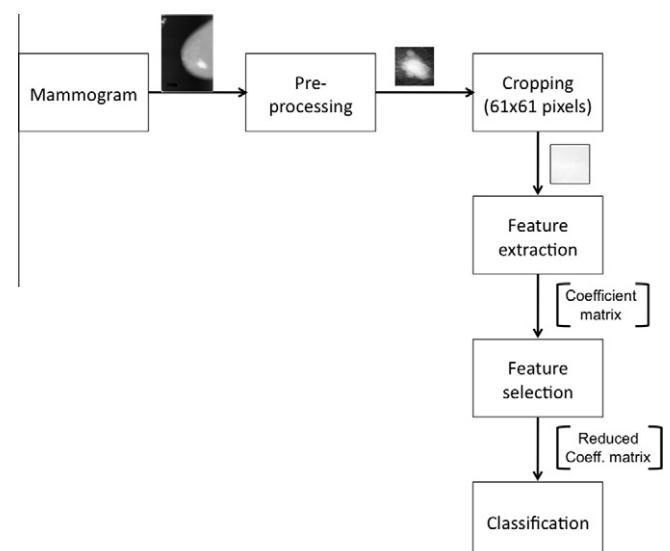 Mammogram
Pre-
processing
Cropping
(61x61 pixels)
Feature
extraction
Coefficient
matrix
Feature
selection
Reduced
Coeff. matrix
Classification